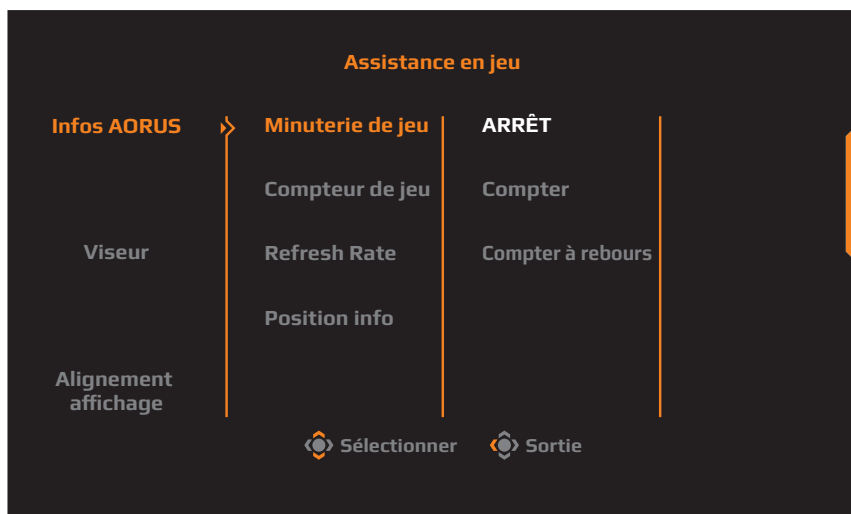 Assistance en jeu
Infos AORUS
Minuterie de jeu
ARRÊT
Compteur de jeu
Compter
Viseur
Refresh Rate
Compter à rebours
Position info
Alignement
affichage
Sélectionner
Sortie